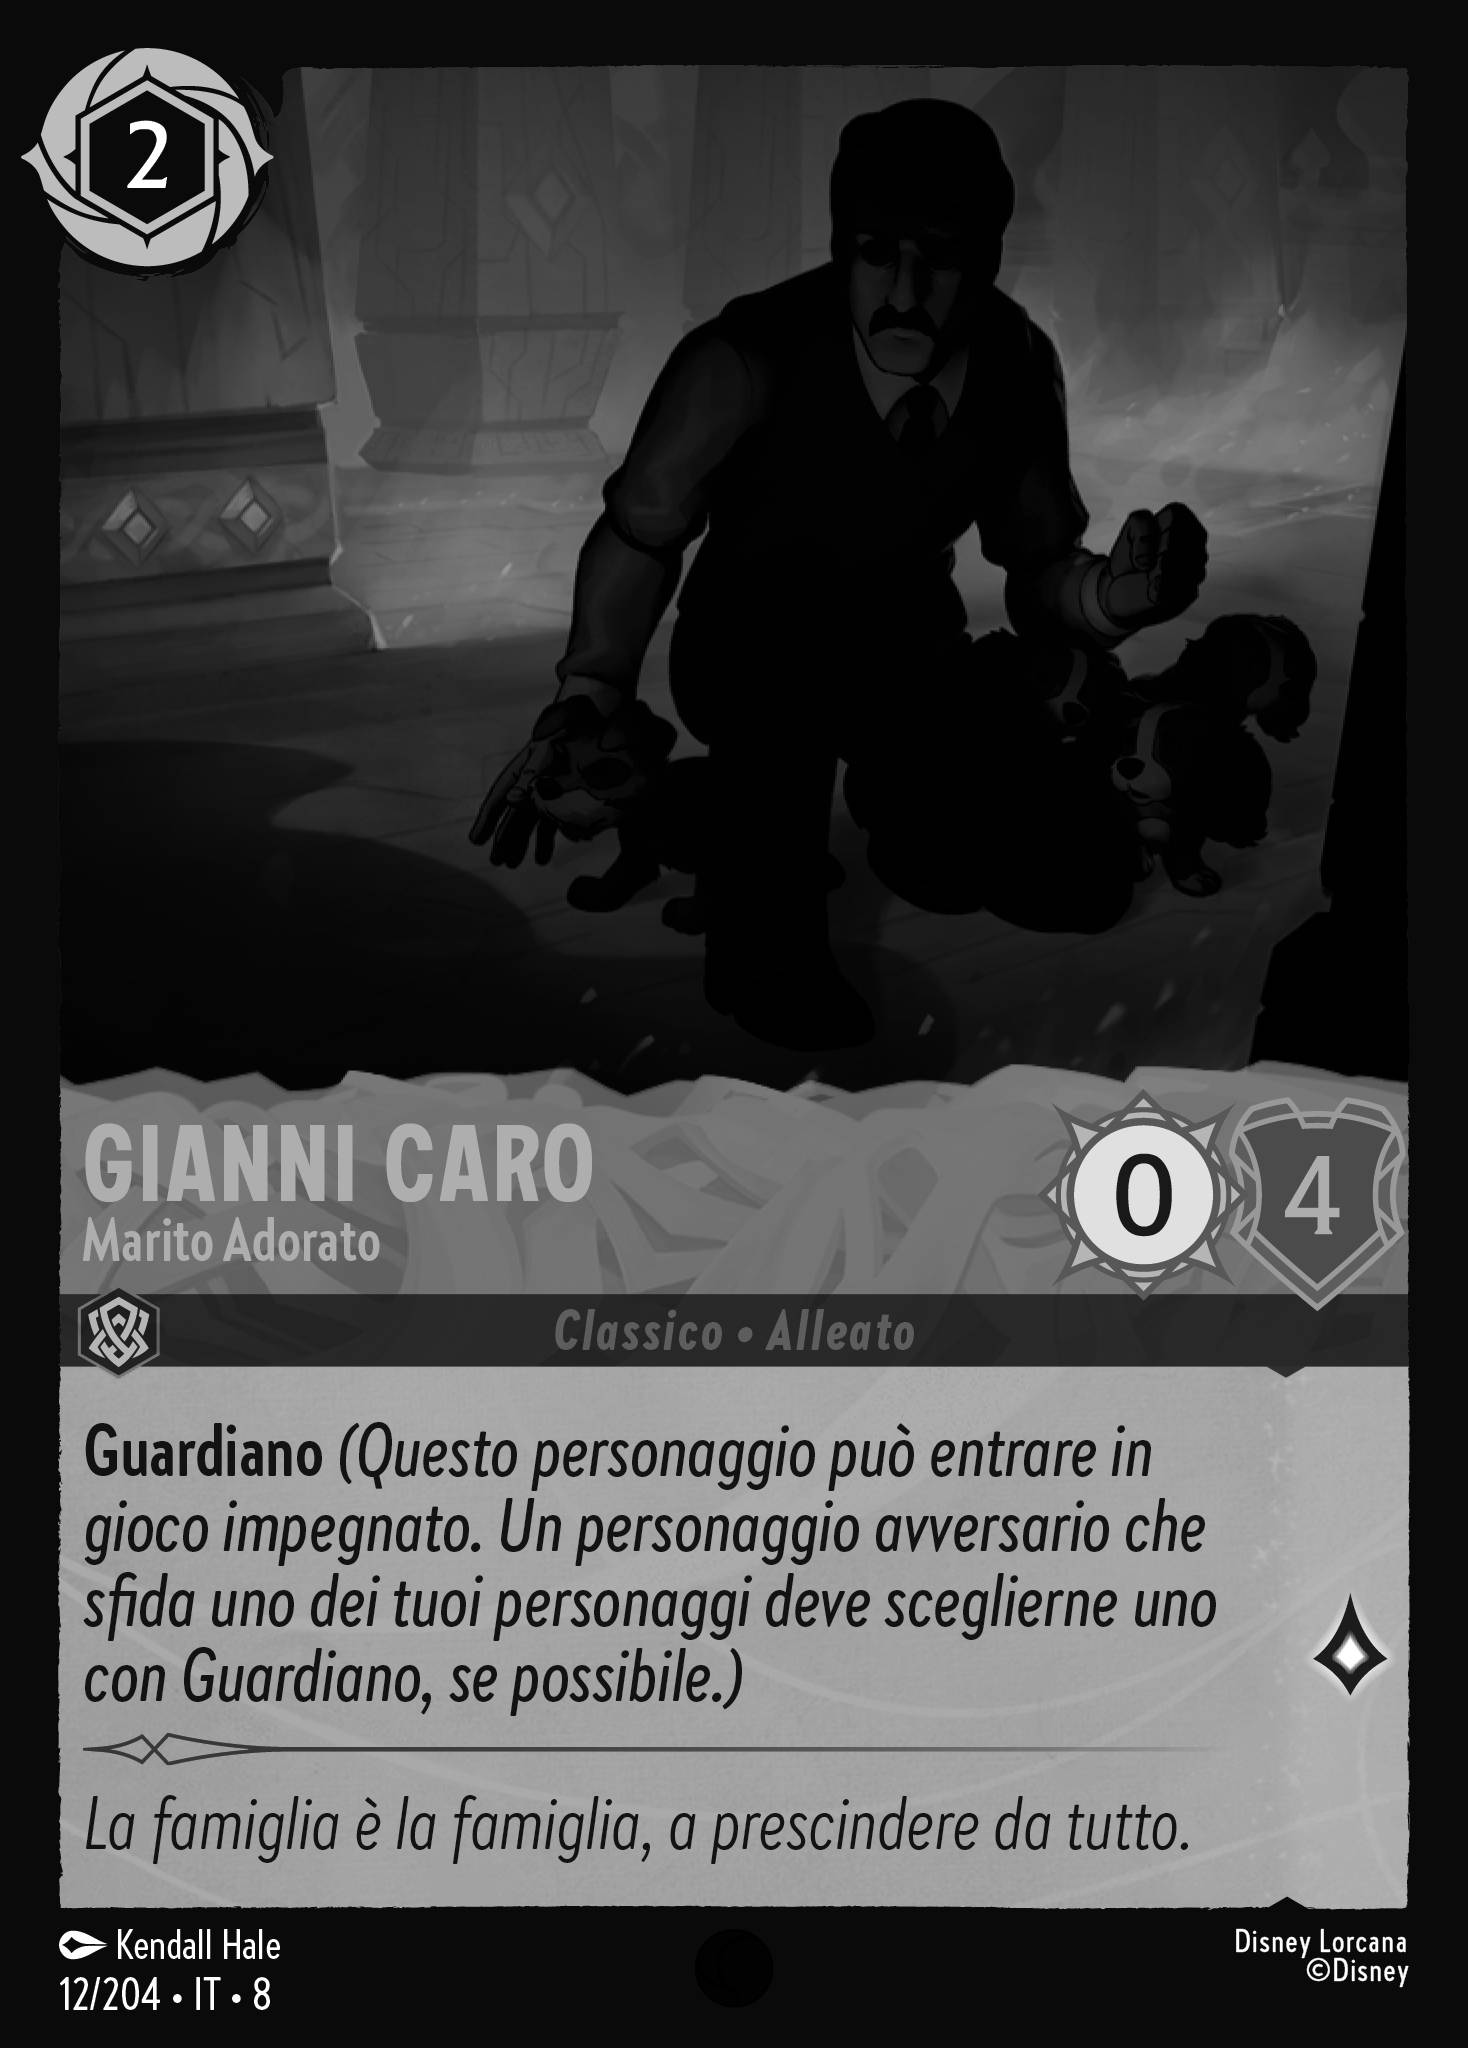 2
GIANNI CARO
Marito Adorato
0
4
Classico • Alleato
Guardiano (Questo personaggio può entrare in
gioco impegnato. Un personaggio avversario che
sfida uno dei tuoi personaggi deve sceglierne uno
con Guardiano, se possibile.)
La famiglia è la famiglia, a prescindere da tutto.
Kendall Hale
12/204 • IT • 8
Disney Lorcana
©Disney